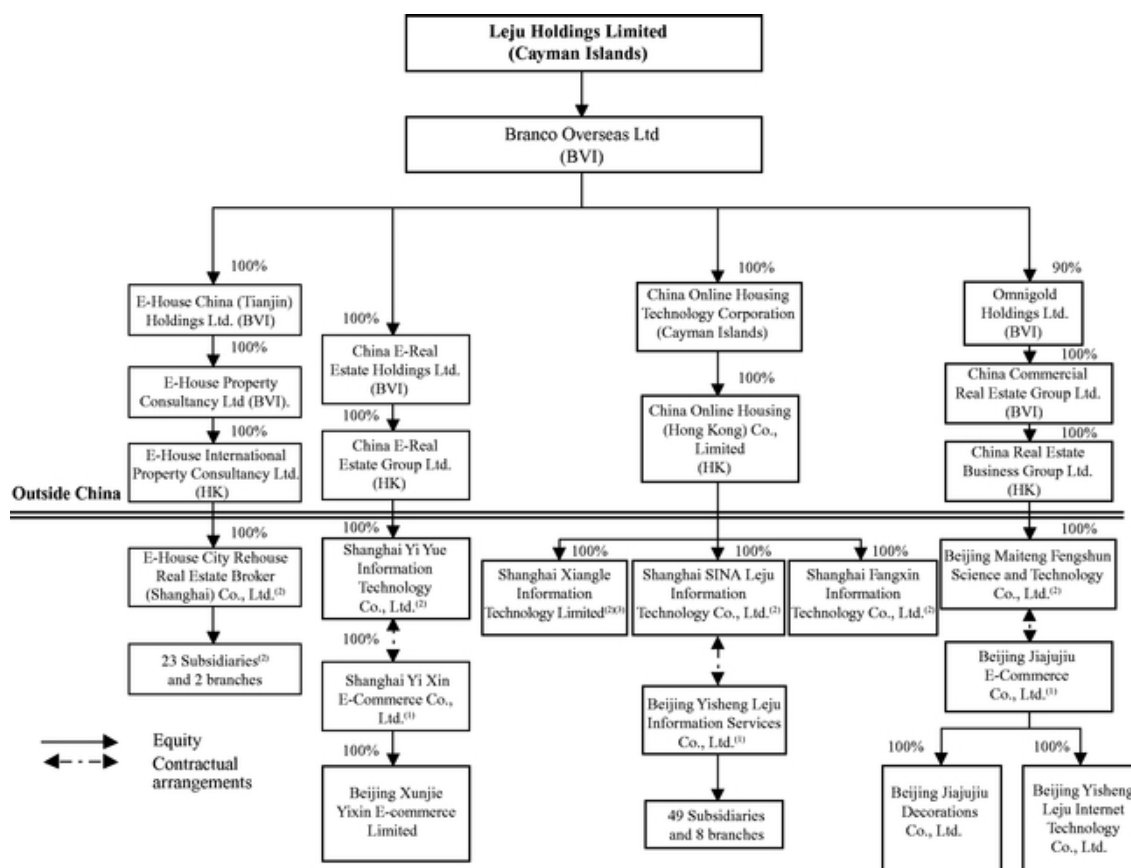 Leju Holdings Limited
(Cayman Islands)
Branco Overseas Ltd
(BVI)
100%
E-House China (Tianjin)
Holdings Ltd. (BVI)
100%
E-House Property
Consultancy Ltd (BVI).
100%
E-House International
Property Consultancy Ltd.
(HK)
100%
China E-Real
Estate Holdings Ltd.
(BVI)
100%
China E-Real
Estate Group Ltd.
(HK)
100%
China Online Housing
Technology Corporation
(Cayman Islands)
100%
China Online Housing
(Hong Kong) Co.,
Limited
(HK)
90%
Omnigold
Holdings Ltd.
(BVI)
100%
China Commercial
Real Estate Group Ltd.
(BVI)
100%
China Real Estate
Business Group Ltd.
(HK)
Outside China
100%
E-House City Rehouse
Real Estate Broker
(Shanghai) Co., Ltd.(2)
23 Subsidiaries(2)
and 2 branches
100%
Shanghai Yi Yue
Information
Technology
Co., Ltd.(2)
100%
Shanghai Yi Xin
E-Commerce Co.,
Ltd.(1)
100%
Beijing Xunjie
Yixin E-commerce
Limited
100%
Shanghai Xiangle
Information
Technology Limited(2)(3)
100%
Shanghai SINA Leju
Information
Technology Co., Ltd.(2)
100%
Shanghai Fangxin
Information
Technology Co., Ltd.(2)
Beijing Yisheng Leju
Information Services
Co., Ltd.(1)
49 Subsidiaries
and 8 branches
100%
Beijing Maiteng Fengshun
Science and Technology
Co., Ltd.(2)
Beijing Jiajujiu
E-Commerce
Co., Ltd.(1)
100%
Beijing Jiajujiu
Decorations
Co., Ltd.
100%
Beijing Yisheng
Leju Internet
Technology
Co., Ltd.
Equity
Contractual
arrangements